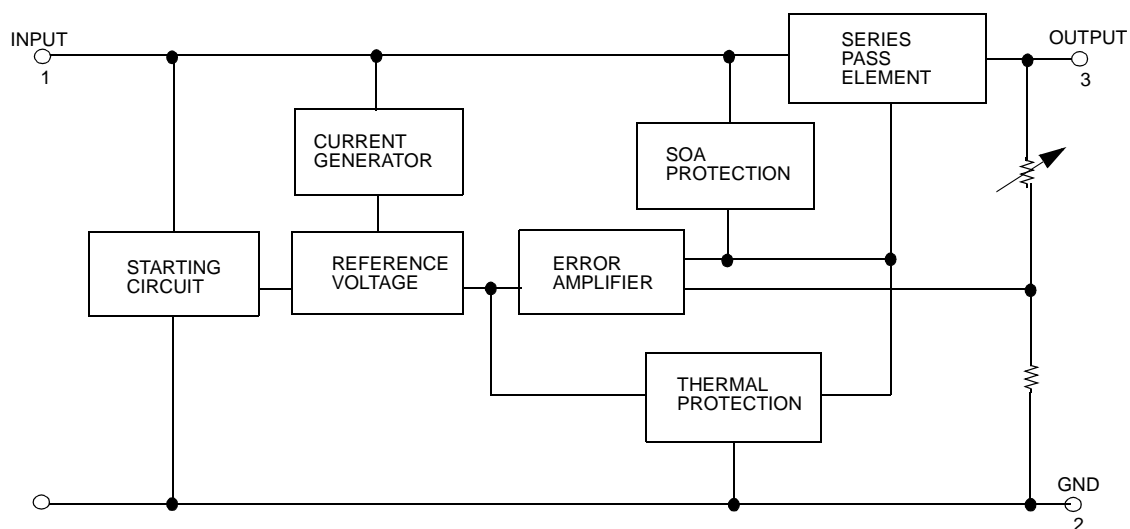 INPUT
1
SERIES
PASS
ELEMENT
OUTPUT
3
CURRENT
GENERATOR
SOA
PROTECTION
STARTING
CIRCUIT
REFERENCE
VOLTAGE
ERROR
AMPLIFIER
THERMAL
PROTECTION
GND
2